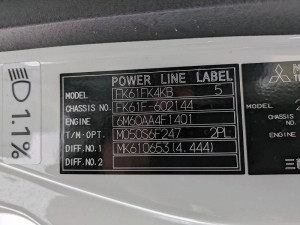 POWER LINE LABEL
MODEL FK61FK4KB 5
CHASSIS NO. FK61F-602144
ENGINE 6M60AA4F1401
T/M·OPT. M050S6F247 2PL
DIFF.NO.1 MK610653(4.444)
DIFF.NO.2
1.1%